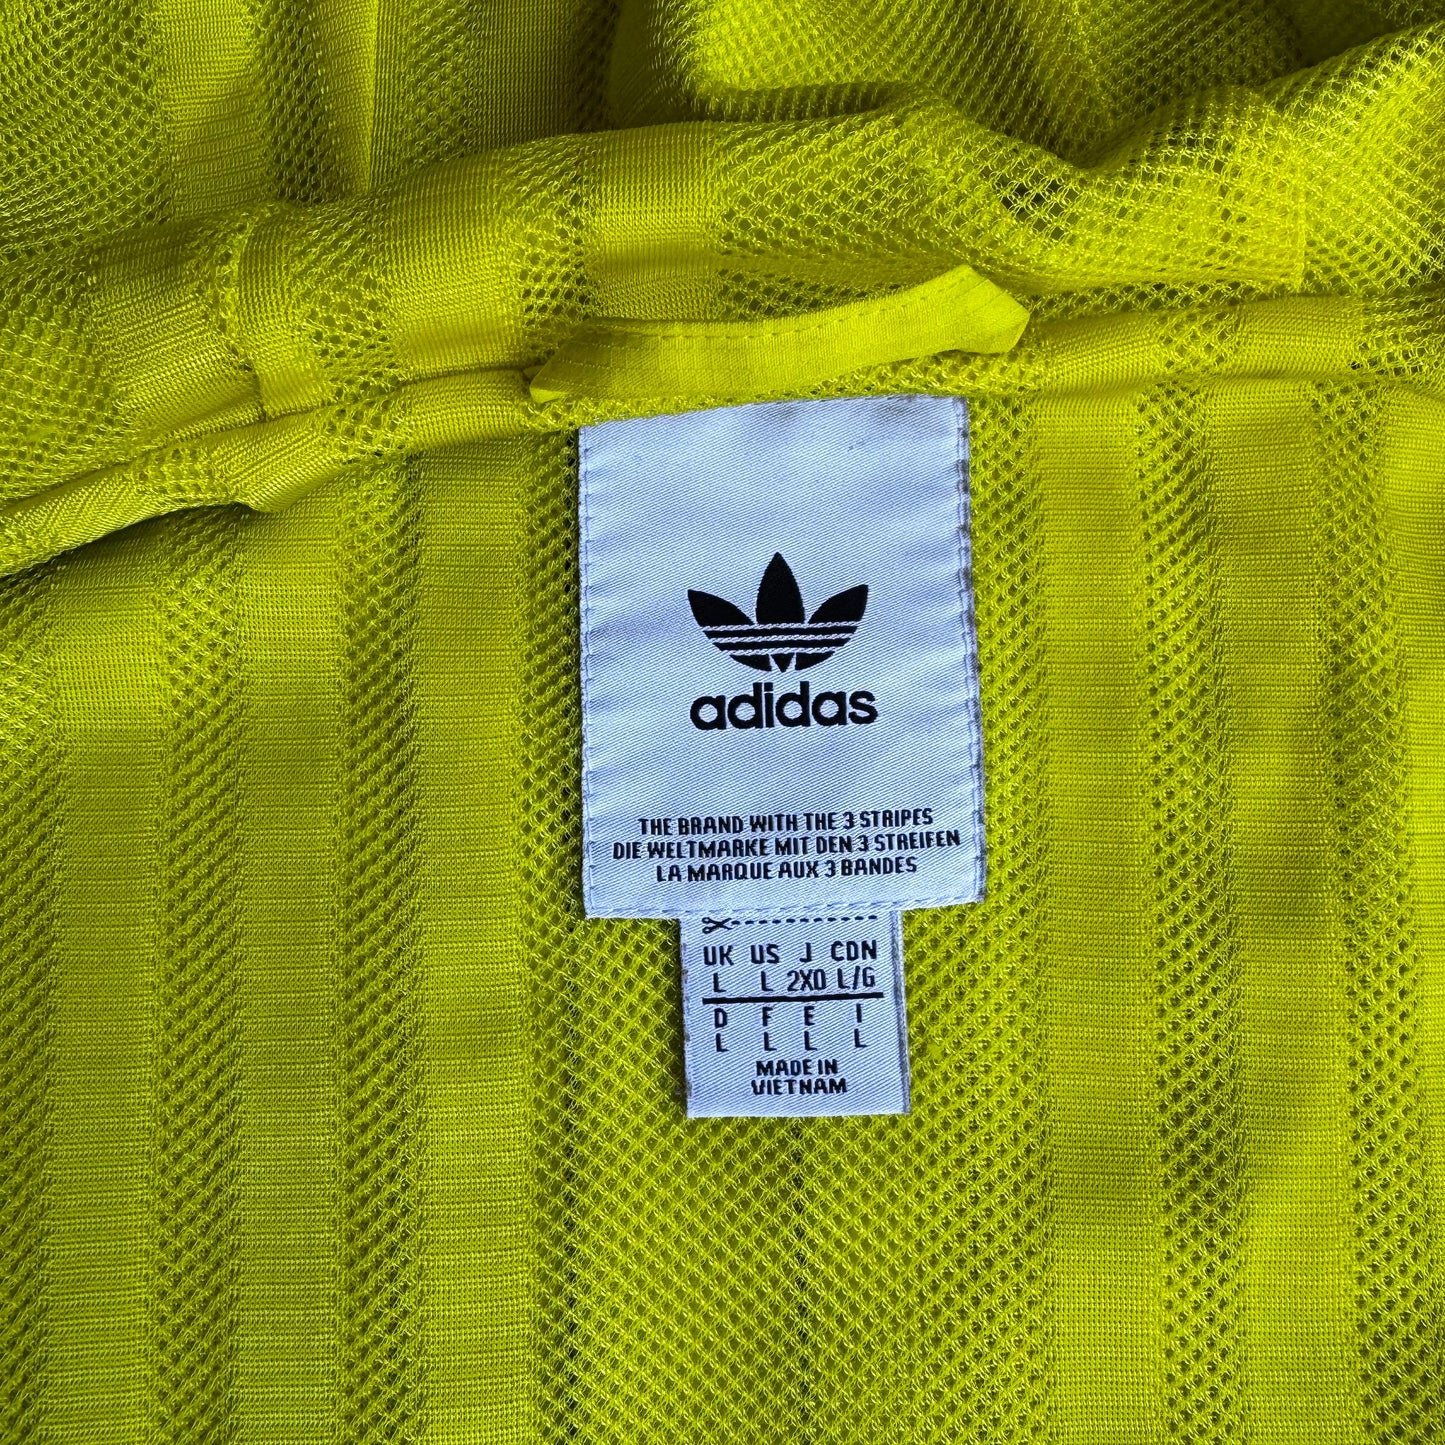 adidas
THE BRAND WITH THE 3 STRIPES
DIE WELTMARKE MIT DEN 3 STREIFEN
LA MARQUE AUX 3 BANDES
UK US J CDN
L L 2XO L/G
D F E I
L L L L
MADE IN
VIETNAM